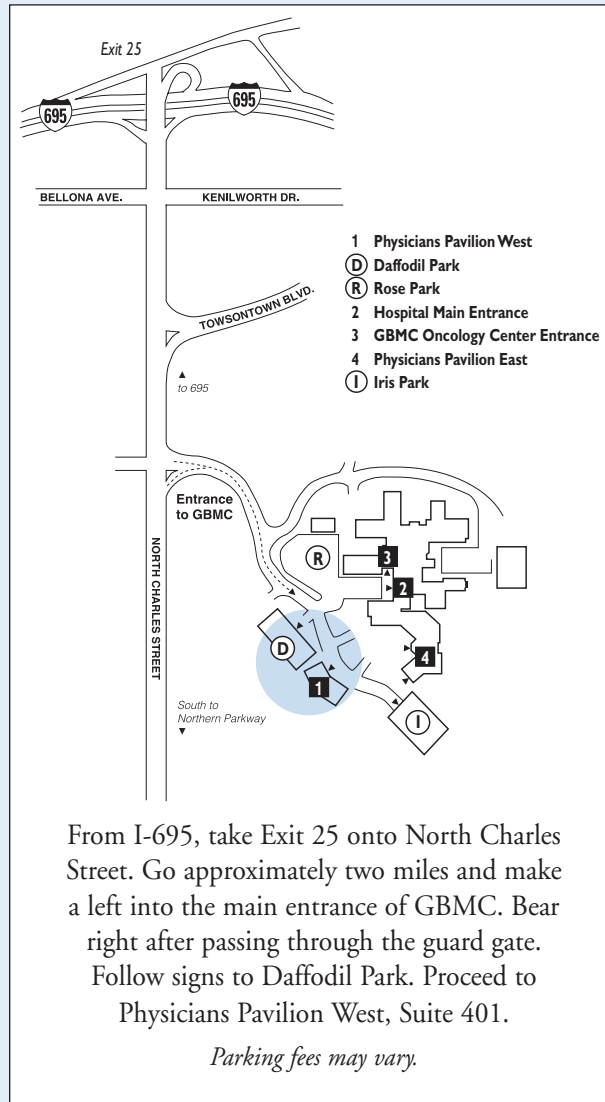 Exit 25
695
695
BELLONA AVE.
KENILWORTH DR.
1 Physicians Pavilion West
D Daffodil Park
R Rose Park
2 Hospital Main Entrance
3 GBMC Oncology Center Entrance
4 Physicians Pavilion East
I Iris Park
TOWSONTOWN BLVD.
to 695
Entrance
to GBMC
NORTH CHARLES STREET
R
3
2
D
4
1
I
South to
Northern Parkway
From I-695, take Exit 25 onto North Charles
Street. Go approximately two miles and make
a left into the main entrance of GBMC. Bear
right after passing through the guard gate.
Follow signs to Daffodil Park. Proceed to
Physicians Pavilion West, Suite 401.
Parking fees may vary.